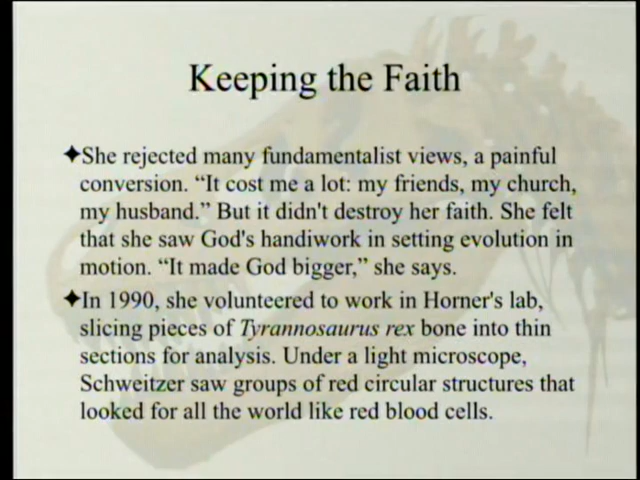 Keeping the Faith
✦She rejected many fundamentalist views, a painful
conversion. “It cost me a lot: my friends, my church,
my husband.” But it didn't destroy her faith. She felt
that she saw God's handiwork in setting evolution in
motion. “It made God bigger,” she says.
✦In 1990, she volunteered to work in Horner's lab,
slicing pieces of Tyrannosaurus rex bone into thin
sections for analysis. Under a light microscope,
Schweitzer saw groups of red circular structures that
looked for all the world like red blood cells.